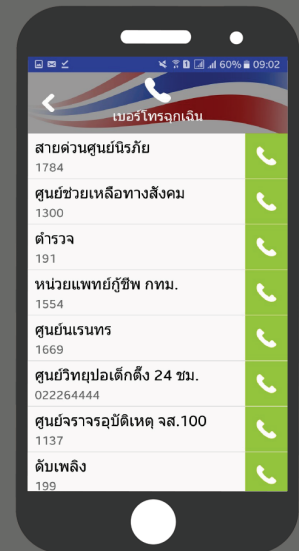 60% 09:02
เบอร์โทรฉุกเฉิน
สายด่วนศูนย์นิรภัย
1784
ศูนย์ช่วยเหลือทางสังคม
1300
ตำรวจ
191
หน่วยแพทย์กู้ชีพ กทม.
1554
ศูนย์นเรนทร
1669
ศูนย์วิทยุปอเต็กตึ๊ง 24 ชม.
022264444
ศูนย์จราจรอุบัติเหตุ จส.100
1137
ดับเพลิง
199